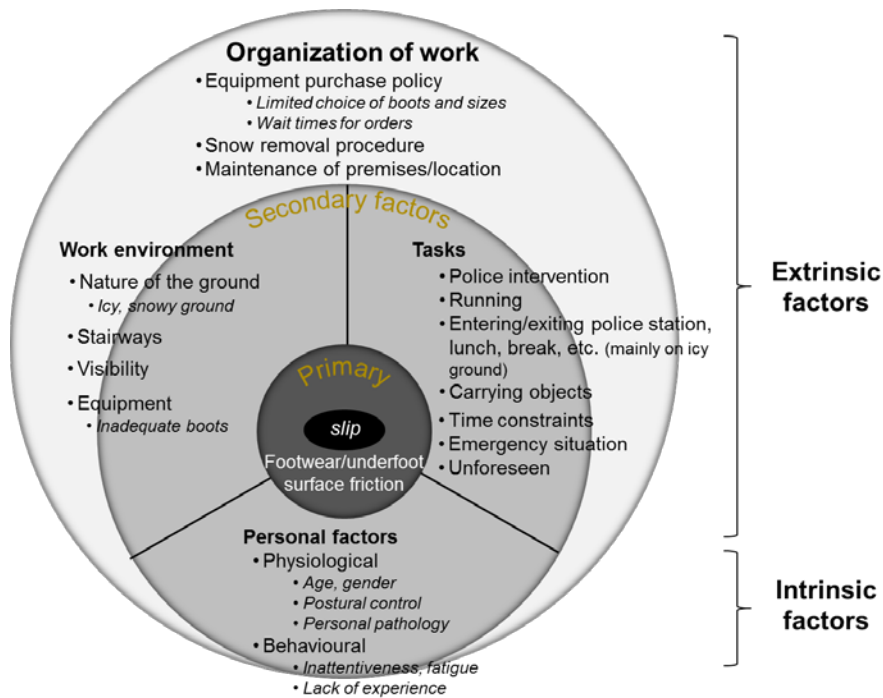 Organization of work
• Equipment purchase policy
• Limited choice of boots and sizes
• Wait times for orders
• Snow removal procedure
• Maintenance of premises/location
Secondary factors
Work environment
• Nature of the ground
• Icy, snowy ground
• Stairways
• Visibility
• Equipment
• Inadequate boots
Tasks
• Police intervention
• Running
• Entering/exiting police station,
lunch, break, etc. (mainly on icy
ground)
• Carrying objects
• Time constraints
• Emergency situation
• Unforeseen
Primary
slip
Footwear/underfoot
surface friction
Personal factors
• Physiological
• Age, gender
• Postural control
• Personal pathology
• Behavioural
• Inattentiveness, fatigue
• Lack of experience
Extrinsic
factors
Intrinsic
factors